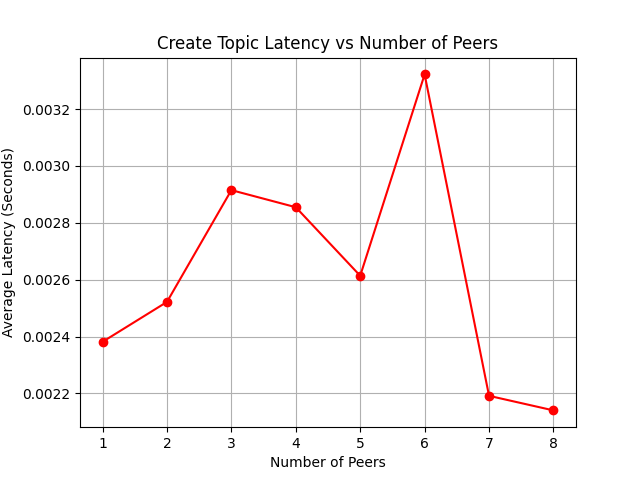 Create Topic Latency vs Number of Peers
Average Latency (Seconds)
0.0032
0.0030
0.0028
0.0026
0.0024
0.0022
1 2 3 4 5 6 7 8
Number of Peers